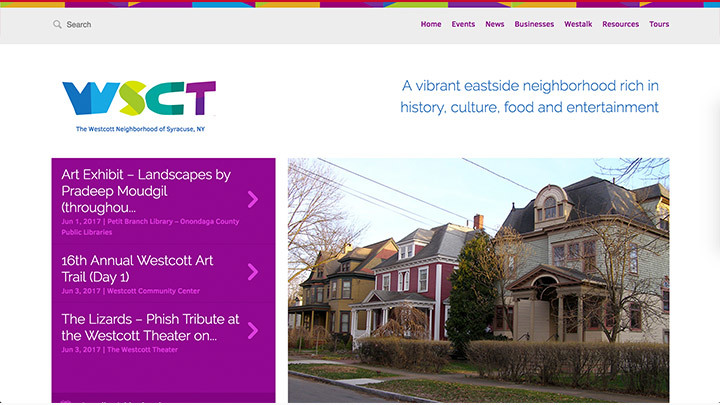 Search
Home Events News Businesses Westalk Resources Tours
WSCT
The Westcott Neighborhood of Syracuse, NY
A vibrant eastside neighborhood rich in
history, culture, food and entertainment
Art Exhibit – Landscapes by
Pradeep Moudgil
(throughou...
Jun 1, 2017 | Petit Branch Library – Onondaga County
Public Libraries
16th Annual Westcott Art
Trail (Day 1)
Jun 3, 2017 | Westcott Community Center
The Lizards – Phish Tribute at
the Westcott Theater on...
Jun 3, 2017 | The Westcott Theater